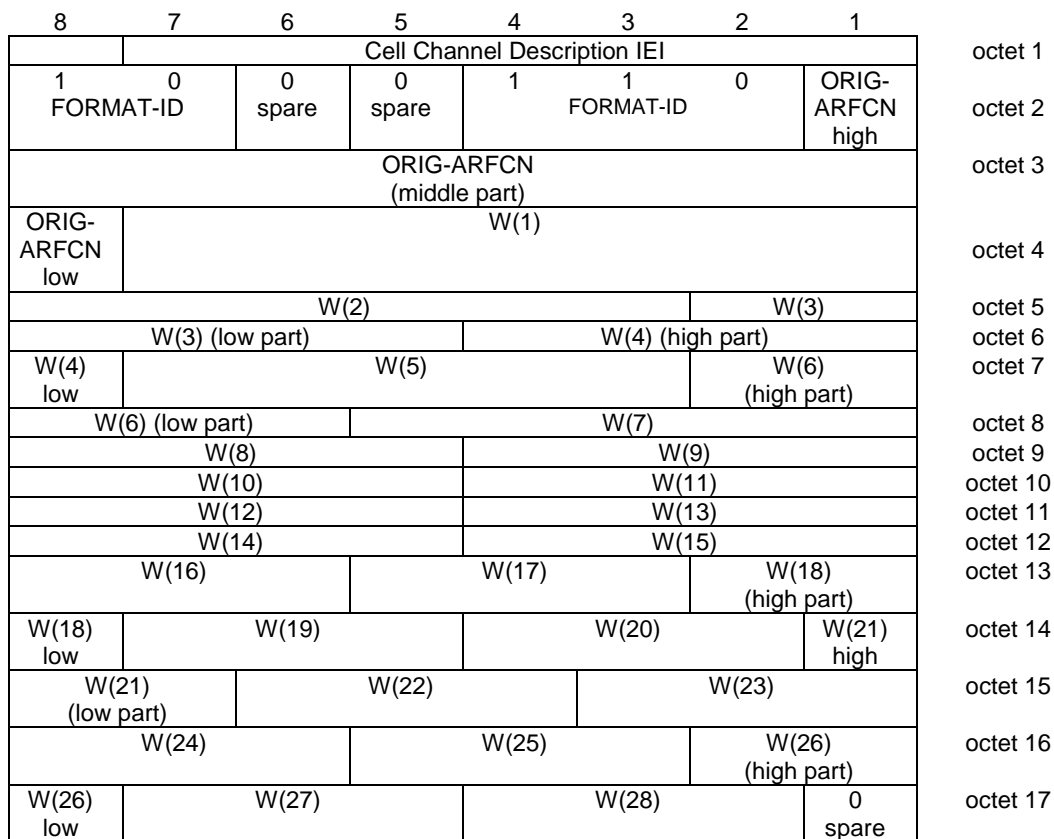 8 7 6 5 4 3 2 1
Cell Channel Description IEI octet 1
1 0 0 0 1 1 0 ORIG-
FORMAT-ID spare spare FORMAT-ID ARFCN octet 2
high
ORIG-ARFCN octet 3
(middle part)
ORIG- W(1)
ARFCN octet 4
low
W(2) W(3) octet 5
W(3) (low part) W(4) (high part) octet 6
W(4) W(5) W(6) octet 7
low (high part)
W(6) (low part) W(7) octet 8
W(8) W(9) octet 9
W(10) W(11) octet 10
W(12) W(13) octet 11
W(14) W(15) octet 12
W(16) W(17) W(18) octet 13
(high part)
W(18) W(19) W(20) W(21) octet 14
low high
W(21) W(22) W(23) octet 15
(low part)
W(24) W(25) W(26) octet 16
(high part)
W(26) W(27) W(28) 0 octet 17
low spare